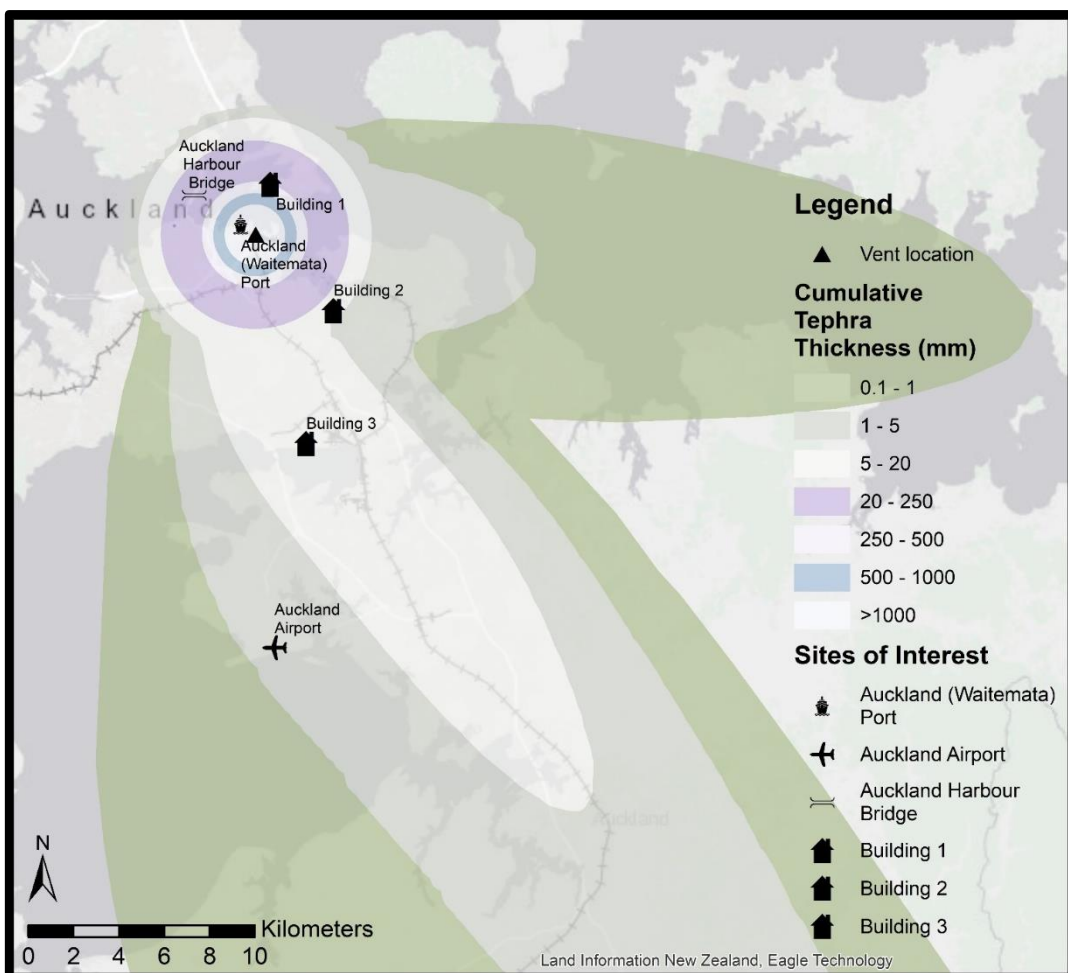 Auckland
Harbour
Bridge
Auckland
Building 1
Auckland
(Waitemata)
Port
Building 2
Building 3
Auckland
Airport
Auckland
N
Kilometers
0 2 4 6 8 10
Land Information New Zealand, Eagle Technology
Legend
Vent location
Cumulative
Tephra
Thickness (mm)
0.1 - 1
1 - 5
5 - 20
20 - 250
250 - 500
500 - 1000
>1000
Sites of Interest
Auckland (Waitemata)
Port
Auckland Airport
Auckland Harbour
Bridge
Building 1
Building 2
Building 3